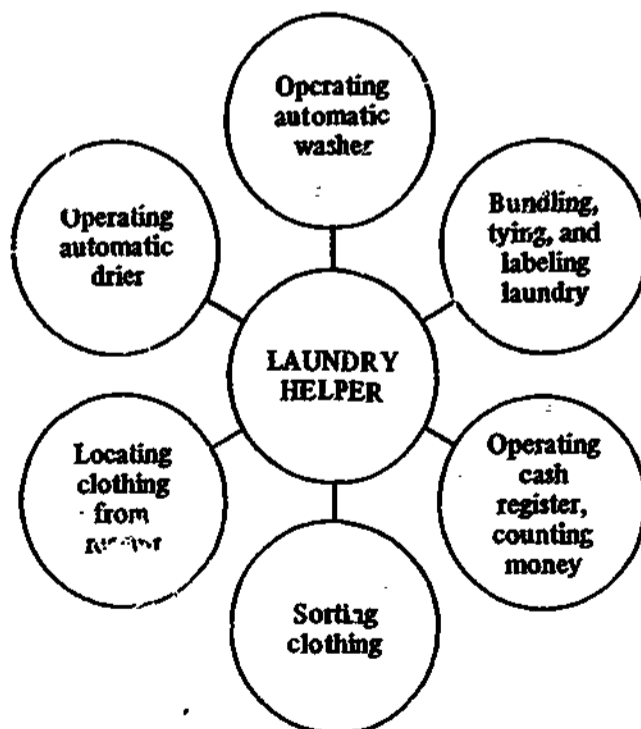 Operating
automatic
washer
Bundling,
tying, and
labeling
laundry
Operating
automatic
drier
LAUNDRY
HELPER
Locating
clothing
from
Operating
cash
register,
counting
money
Sorting
clothing